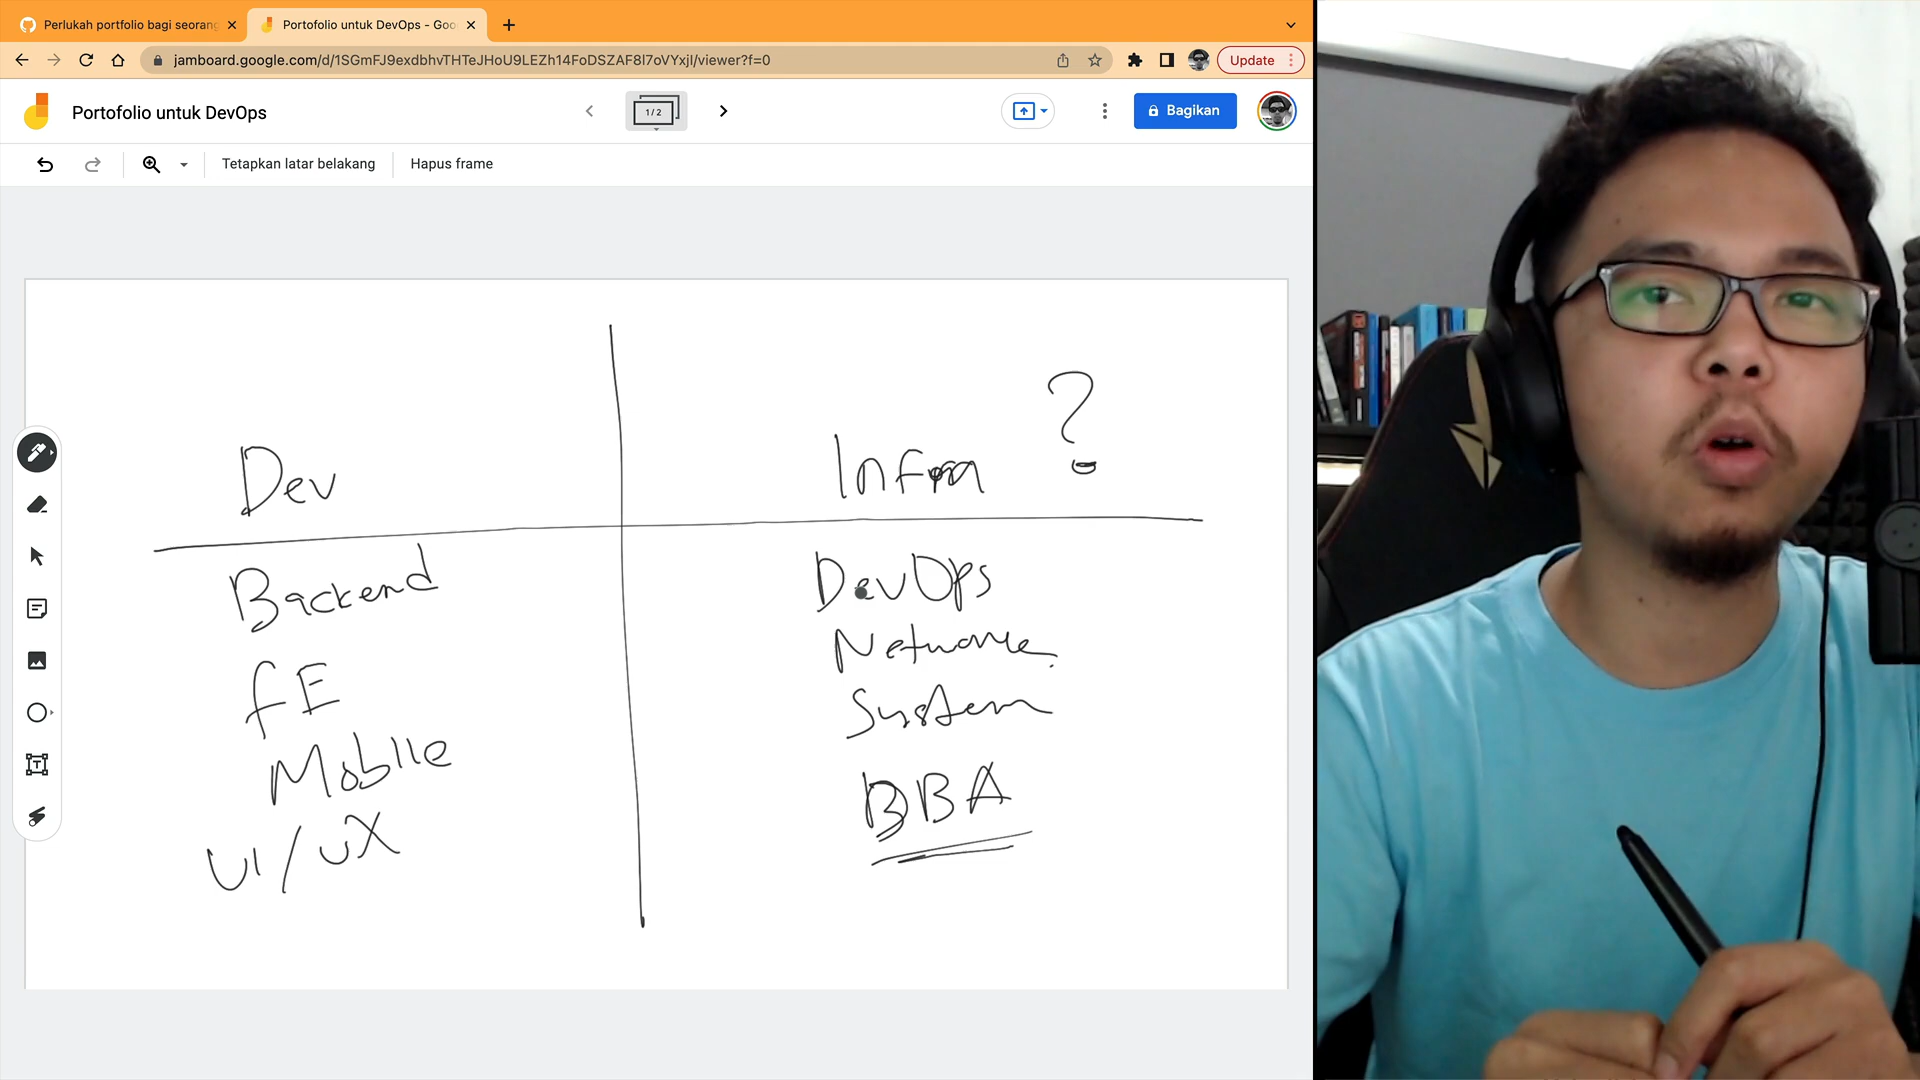 Perlukah portfolio bagi seorang
Portofolio untuk DevOps - Goo
jamboard.google.com/d/1SGmFJ9exdbhvTHTeJHoU9LEZh14FoDSZAF8l7oVYxjI/viewer?f=0
Update
Portofolio untuk DevOps
1/2
Bagikan
Tetapkan latar belakang
Hapus frame
Dev
Infra ?
Backend
DevOps
Network
FE
System
Mobile
DBA
UI/UX